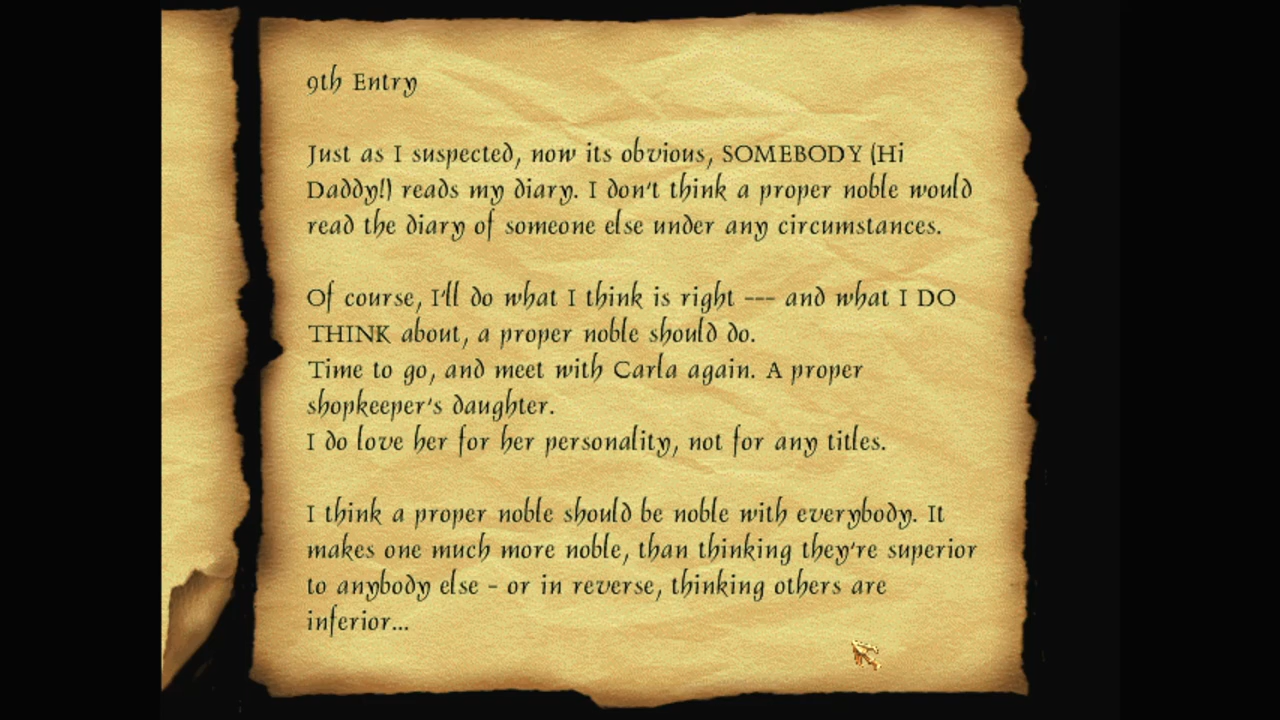 9th Entry
Just as I suspected, now its obvious, SOMEBODY (Hi
Daddy!) reads my diary. I don't think a proper noble would
read the diary of someone else under any circumstances.
Of course, I'll do what I think is right --- and what I DO
THINK about, a proper noble should do.
Time to go, and meet with Carla again. A proper
shopkeeper's daughter.
I do love her for her personality, not for any titles.
I think a proper noble should be noble with everybody. It
makes one much more noble, than thinking they're superior
to anybody else - or in reverse, thinking others are
inferior...